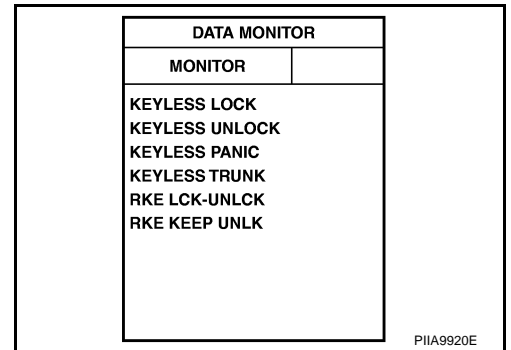 DATA MONITOR
MONITOR
KEYLESS LOCK
KEYLESS UNLOCK
KEYLESS PANIC
KEYLESS TRUNK
RKE LCK-UNLCK
RKE KEEP UNLK
PIIA9920E